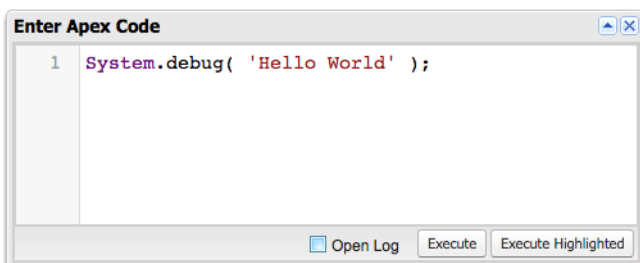 Enter Apex Code
1 System.debug( 'Hello World' );
Open Log Execute Execute Highlighted